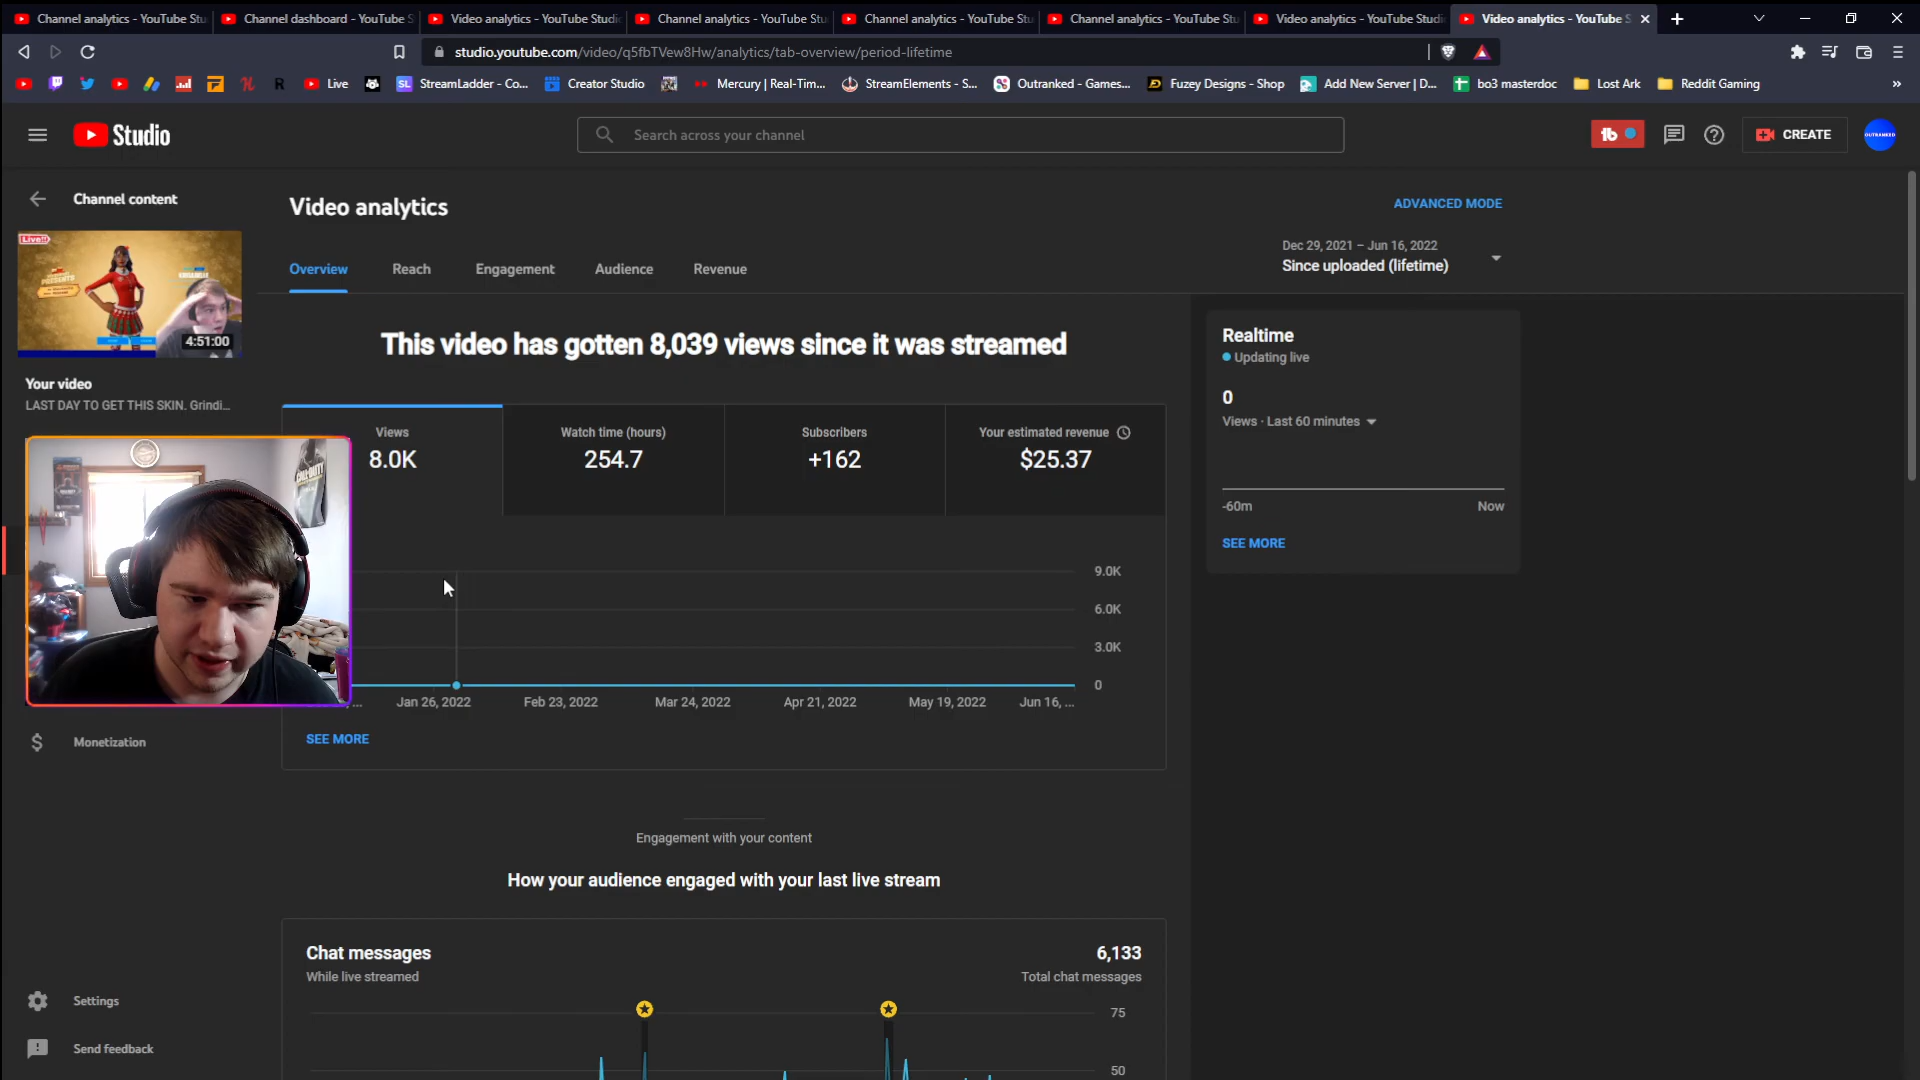 Channel analytics - YouTube Stu
Channel dashboard - YouTube S
Video analytics - YouTube Studio
Channel analytics - YouTube Stu
Channel analytics - YouTube Stu
Channel analytics - YouTube Stu
Video analytics - YouTube Studi
Video analytics - YouTube S
studio.youtube.com/video/q5fbTVew8Hw/analytics/tab-overview/period-lifetime
Live
SL StreamLadder - Co...
Creator Studio
Mercury | Real-Tim...
StreamElements - S...
Outranked - Games...
Fuzey Designs - Shop
Add New Server | D...
bo3 masterdoc
Lost Ark
Reddit Gaming
Studio
Search across your channel
CREATE
OUTRANKED
Channel content
Video analytics
ADVANCED MODE
Live!!
PRESENTS
4:51:00
Overview
Reach
Engagement
Audience
Revenue
Dec 29, 2021 – Jun 16, 2022
Since uploaded (lifetime)
This video has gotten 8,039 views since it was streamed
Your video
LAST DAY TO GET THIS SKIN. Grindi...
Realtime
Updating live
0
Views · Last 60 minutes
-60m
Now
SEE MORE
Views
8.0K
Watch time (hours)
254.7
Subscribers
+162
Your estimated revenue
$25.37
9.0K
6.0K
3.0K
0
...
Jan 26, 2022
Feb 23, 2022
Mar 24, 2022
Apr 21, 2022
May 19, 2022
Jun 16, ...
SEE MORE
Monetization
Engagement with your content
How your audience engaged with your last live stream
Chat messages
While live streamed
6,133
Total chat messages
75
50
Settings
Send feedback